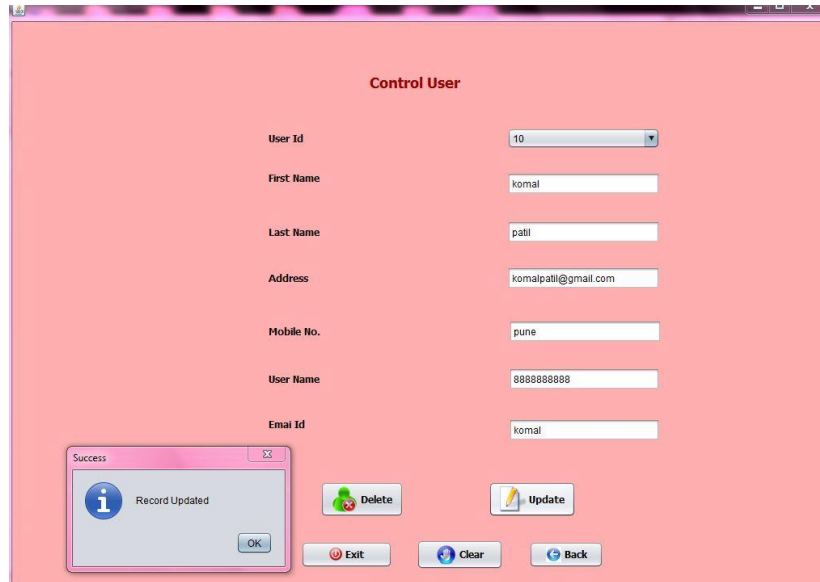 Control User
User Id 10
First Name komal
Last Name patil
Address komalpatil@gmail.com
Mobile No. pune
User Name 8888888888
Emai Id komal
Success
Record Updated
OK
Delete Update
Exit Clear Back